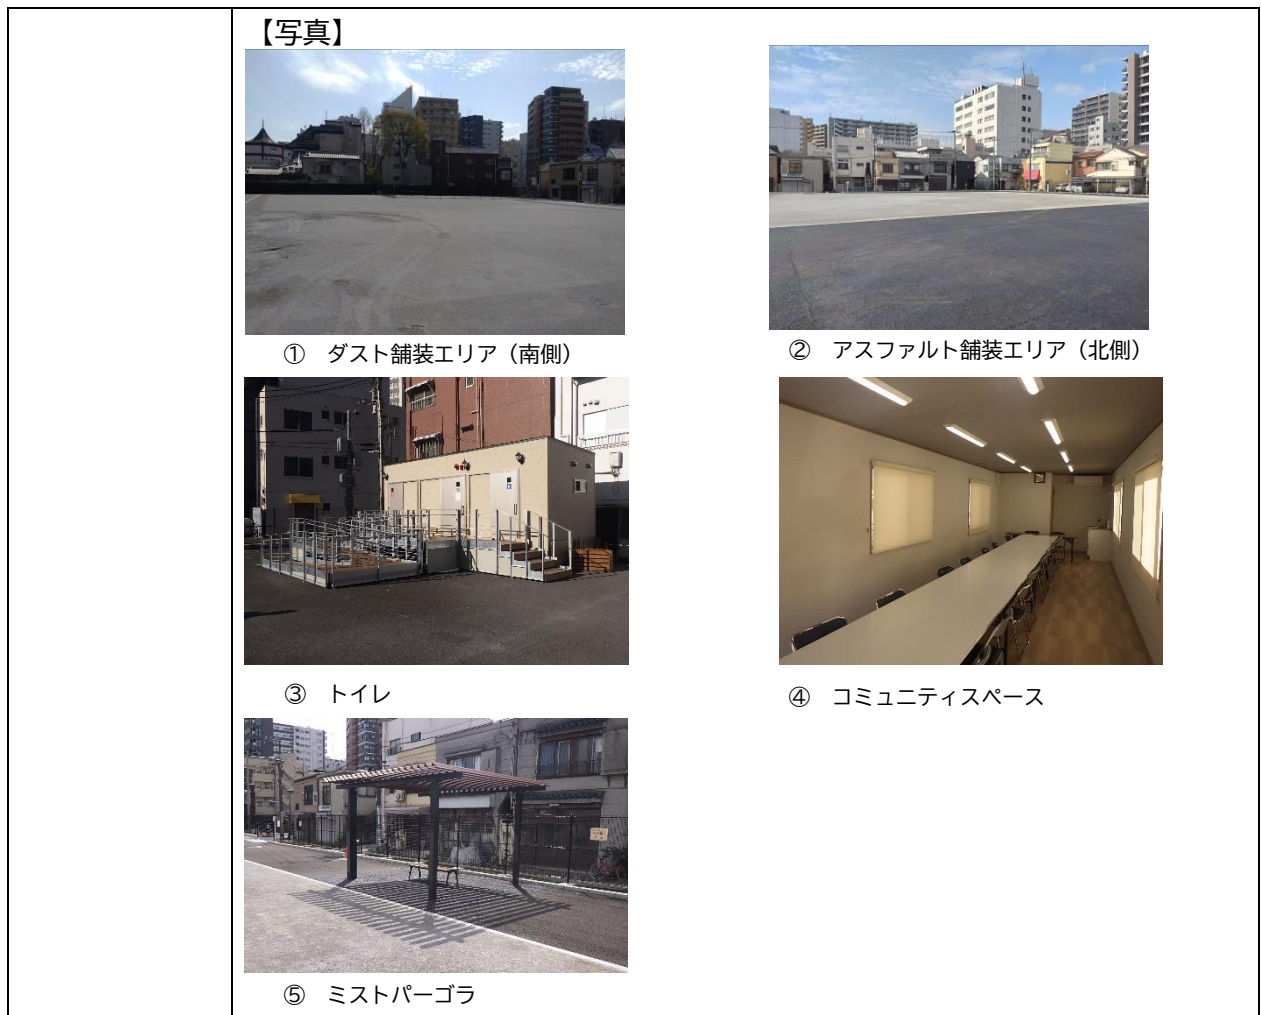 【写真】
① ダスト舗装エリア（南側）
② アスファルト舗装エリア（北側）
③ トイレ
④ コミュニティスペース
⑤ ミストパーゴラ